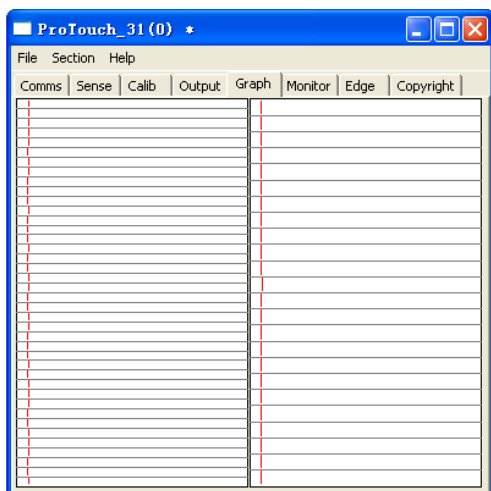 ProTouch_31(0) *
File Section Help
Comms Sense Calib Output Graph Monitor Edge Copyright